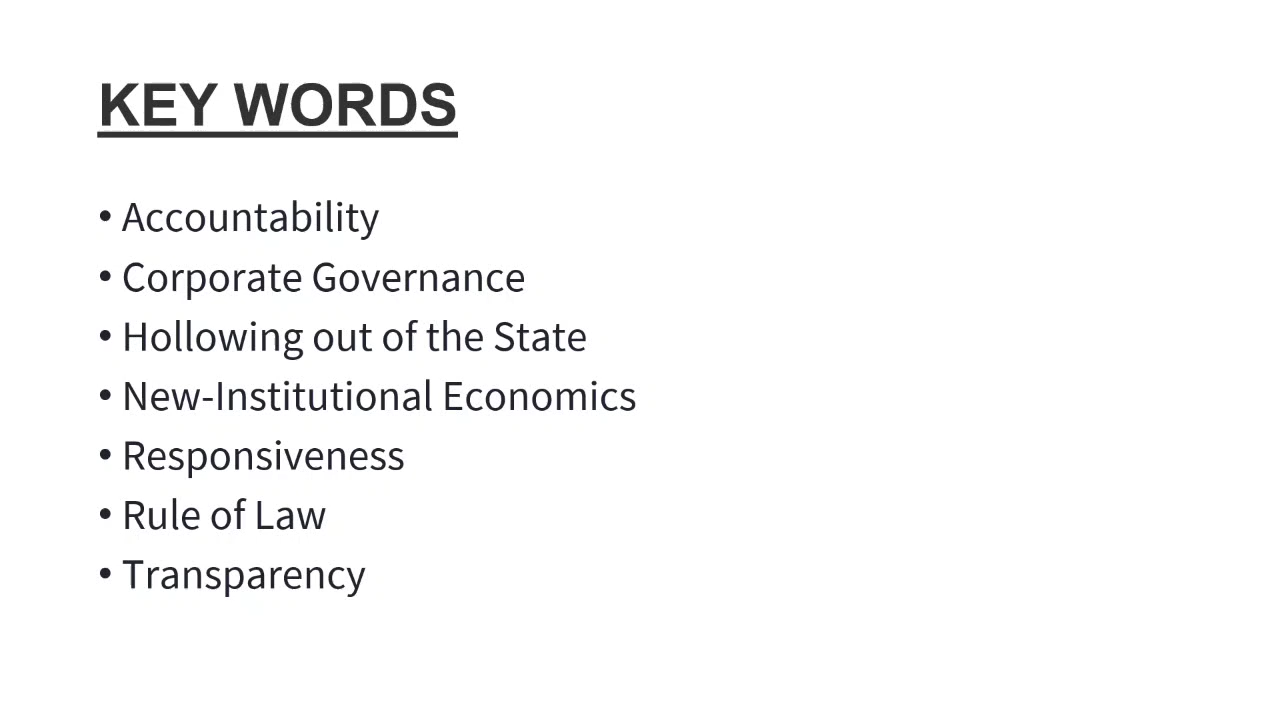 KEY WORDS
• Accountability
• Corporate Governance
• Hollowing out of the State
• New-Institutional Economics
• Responsiveness
• Rule of Law
• Transparency